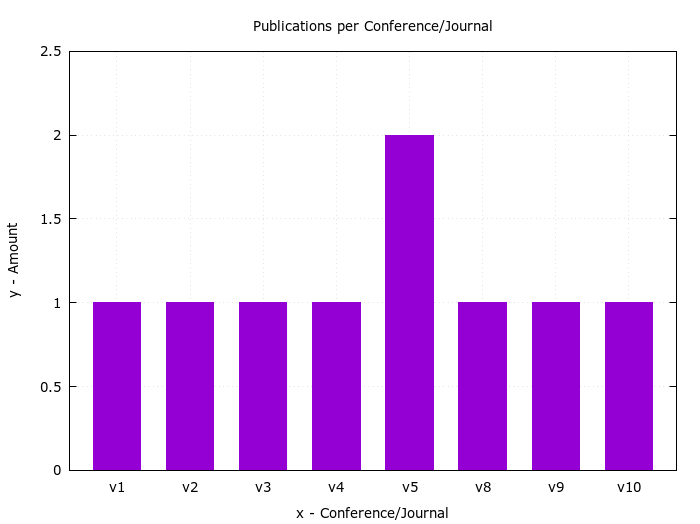 Publications per Conference/Journal
2.5
2
1.5
1
0.5
0
y - Amount
v1 v2 v3 v4 v5 v8 v9 v10
x - Conference/Journal